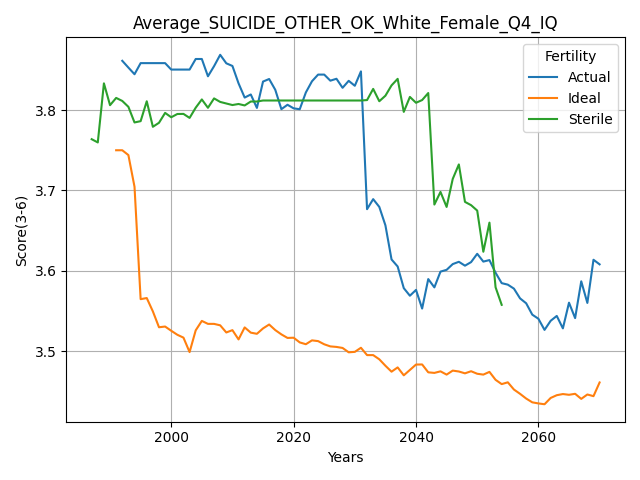 Average_SUICIDE_OTHER_OK_White_Female_Q4_IQ
Fertility
Actual
Ideal
Sterile
Score(3-6)
3.8
3.7
3.6
3.5
2000
2020
2040
2060
Years